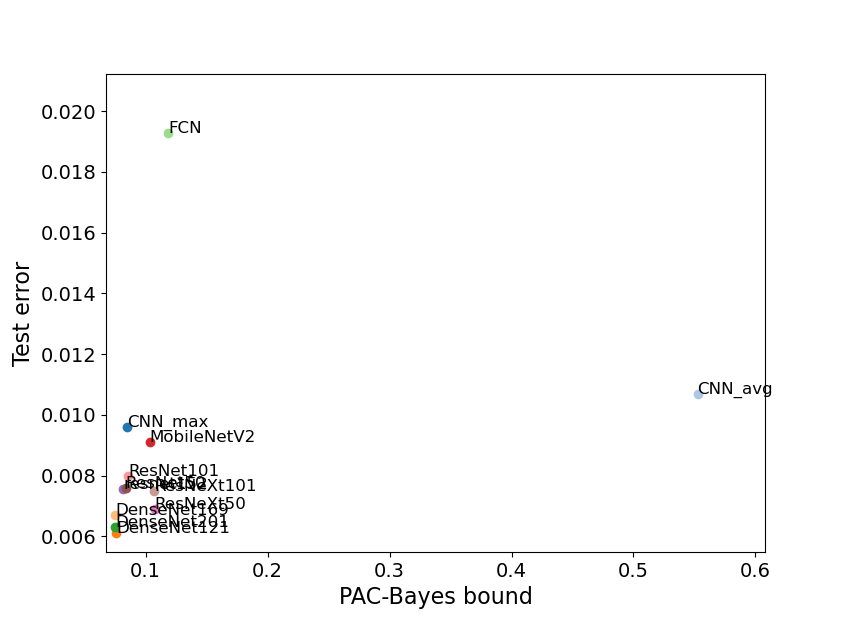 0.020
FCN
0.018
0.016
0.014
0.012
CNN_avg
0.010
CNN_max
MobileNetV2
0.008
ResNet101
ResNeXt101
ResNeXt50
DenseNet169
DenseNet201
DenseNet121
0.006
0.1 0.2 0.3 0.4 0.5 0.6
PAC-Bayes bound
Test error